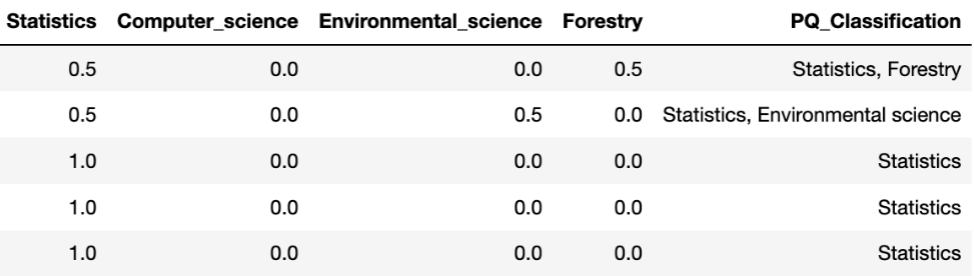 Statistics Computer_science Environmental_science Forestry PQ_Classification
0.5 0.0 0.0 0.5 Statistics, Forestry
0.5 0.0 0.5 0.0 Statistics, Environmental science
1.0 0.0 0.0 0.0 Statistics
1.0 0.0 0.0 0.0 Statistics
1.0 0.0 0.0 0.0 Statistics